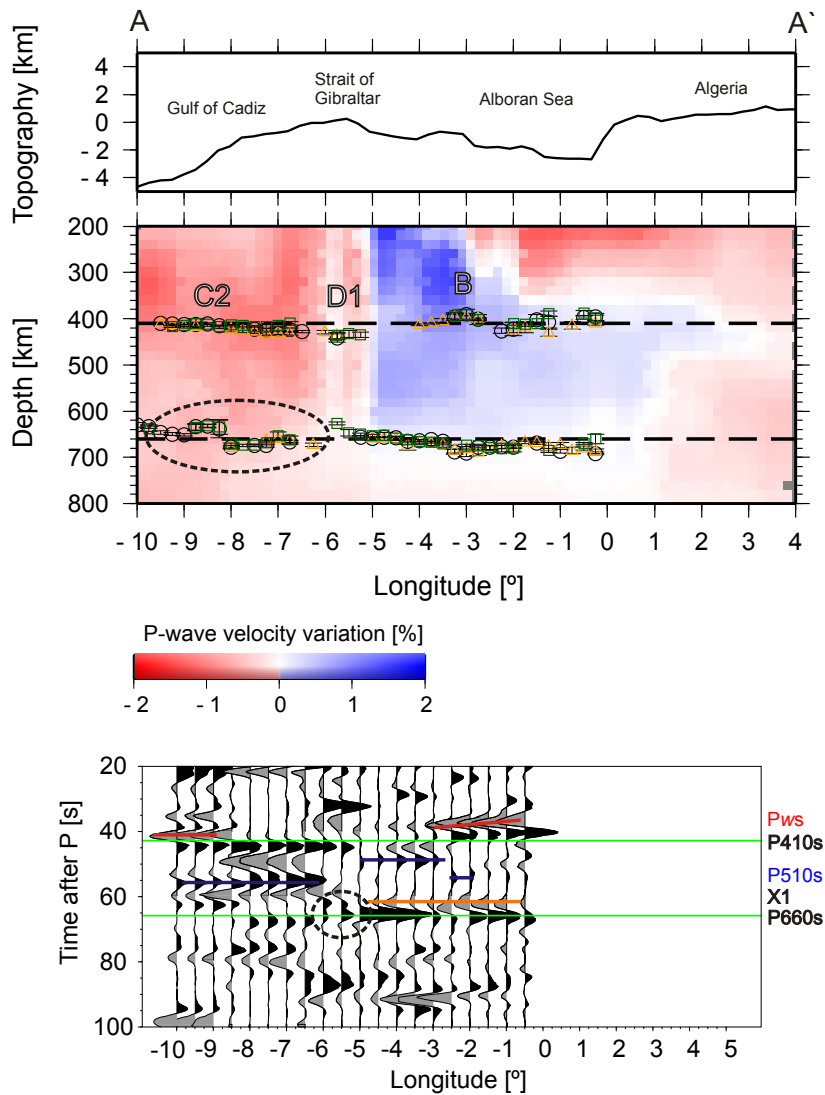 A A`
Topography [km]
4
2
0
- 2
- 4
Gulf of Cadiz
Strait of
Gibraltar
Alboran Sea
Algeria
Depth [km]
200
300
400
500
600
700
800
C2
D1
B
- 10 - 9 - 8 - 7 - 6 - 5 - 4 - 3 - 2 - 1 0 1 2 3 4
Longitude [º]
P-wave velocity variation [%]
- 2 - 1 0 1 2
Time after P [s]
20
40
60
80
100
Pws
P410s
P510s
X1
P660s
-10 -9 -8 -7 -6 -5 -4 -3 -2 -1 0 1 2 3 4 5
Longitude [º]